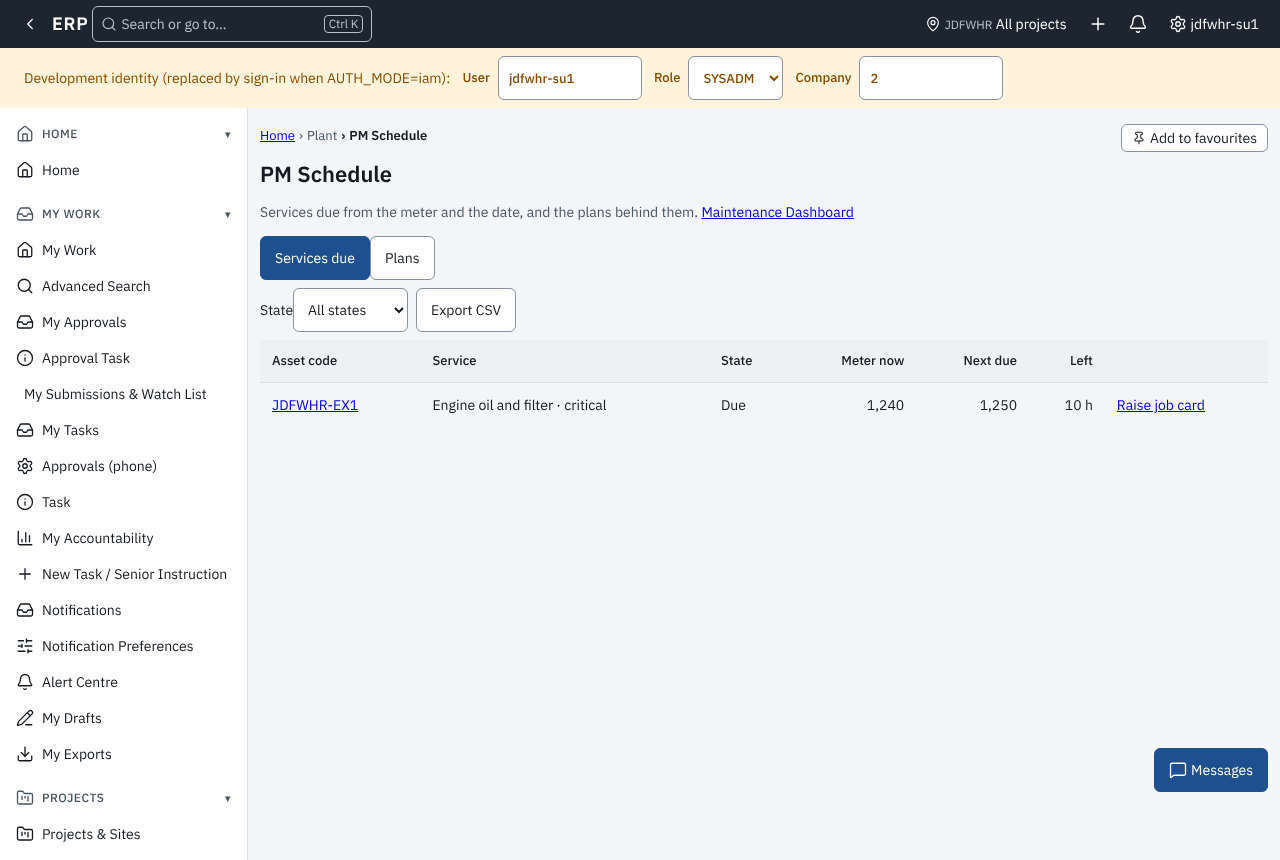 ERP Search or go to... Ctrl K JDFWHR All projects jdfwhr-su1
Development identity (replaced by sign-in when AUTH_MODE=iam): User jdfwhr-su1 Role SYSADM Company 2
HOME
Home
MY WORK
My Work
Advanced Search
My Approvals
Approval Task
My Submissions & Watch List
My Tasks
Approvals (phone)
Task
My Accountability
New Task / Senior Instruction
Notifications
Notification Preferences
Alert Centre
My Drafts
My Exports
PROJECTS
Projects & Sites
Home › Plant › PM Schedule
Add to favourites
PM Schedule
Services due from the meter and the date, and the plans behind them. Maintenance Dashboard
Services due Plans
State All states Export CSV
Asset code Service State Meter now Next due Left
JDFWHR-EX1 Engine oil and filter · critical Due 1,240 1,250 10 h Raise job card
Messages